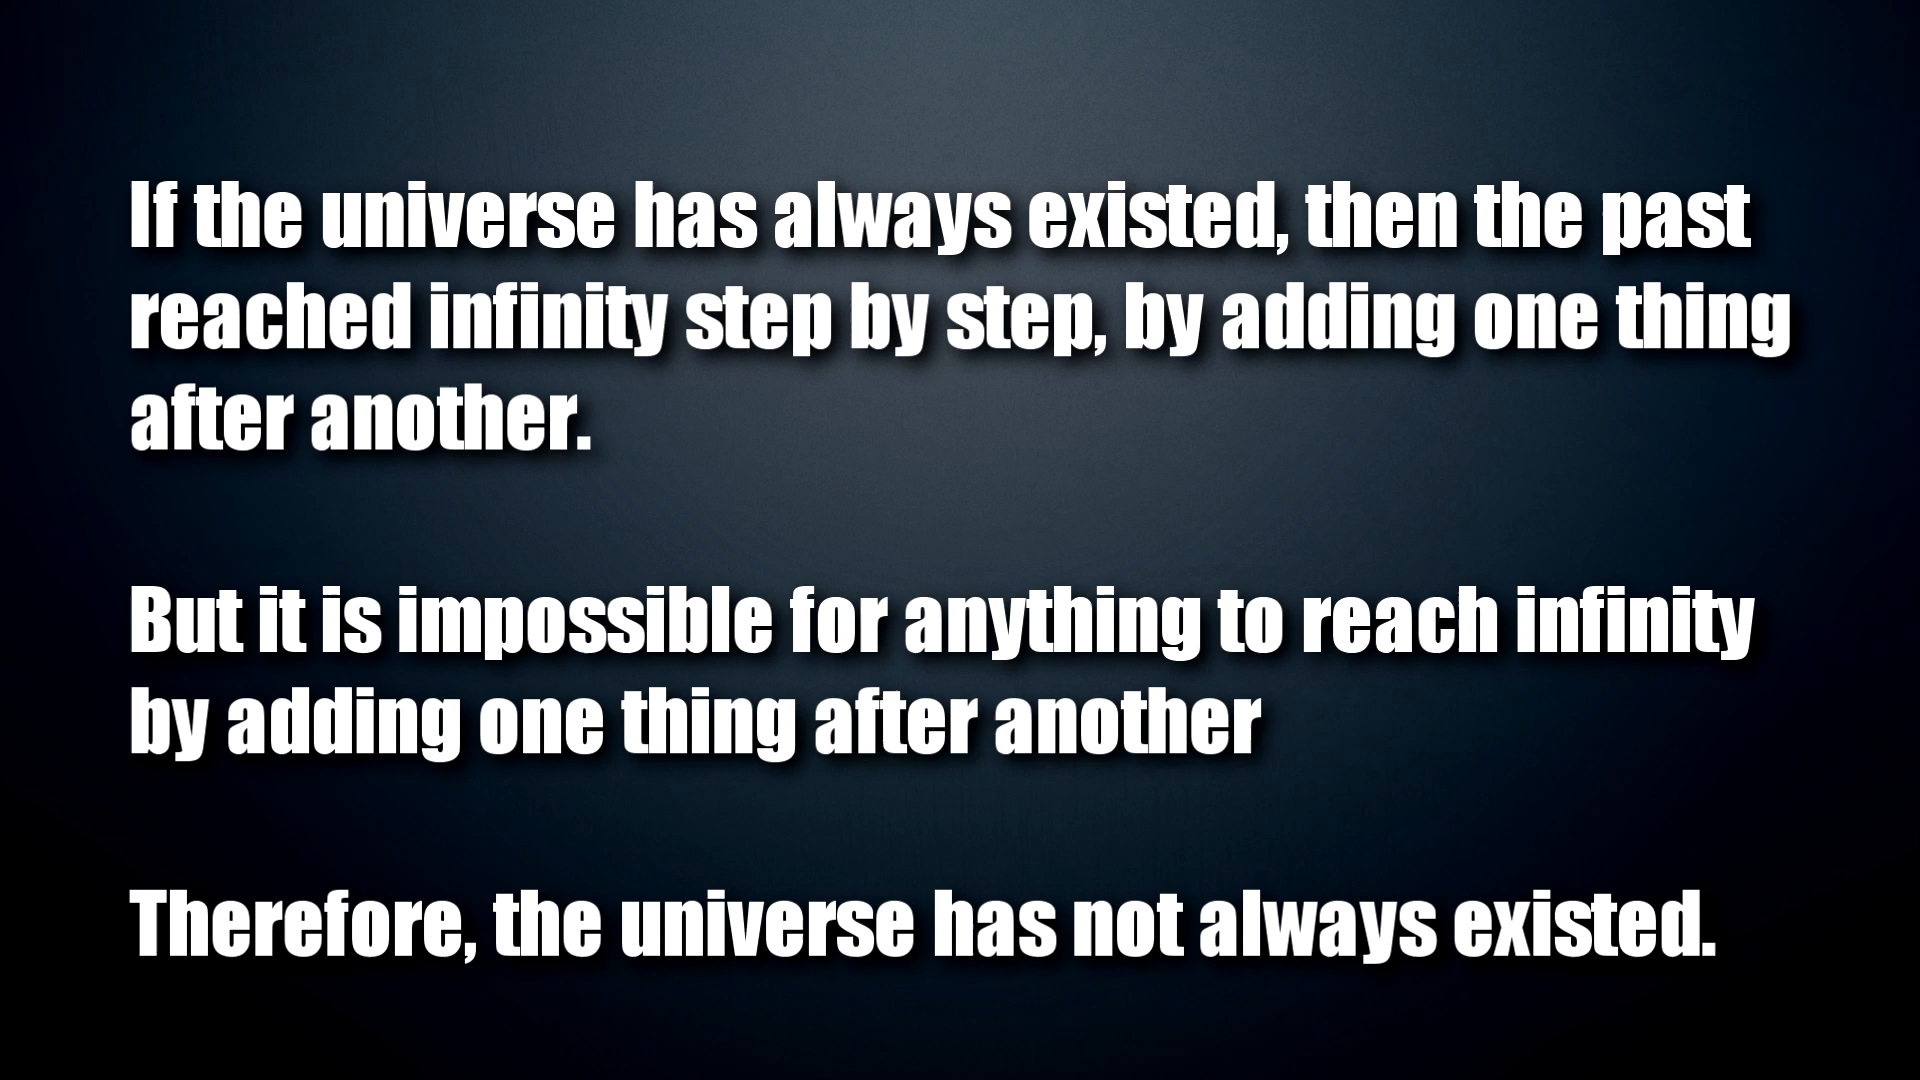 If the universe has always existed, then the past
reached infinity step by step, by adding one thing
after another.
But it is impossible for anything to reach infinity
by adding one thing after another
Therefore, the universe has not always existed.